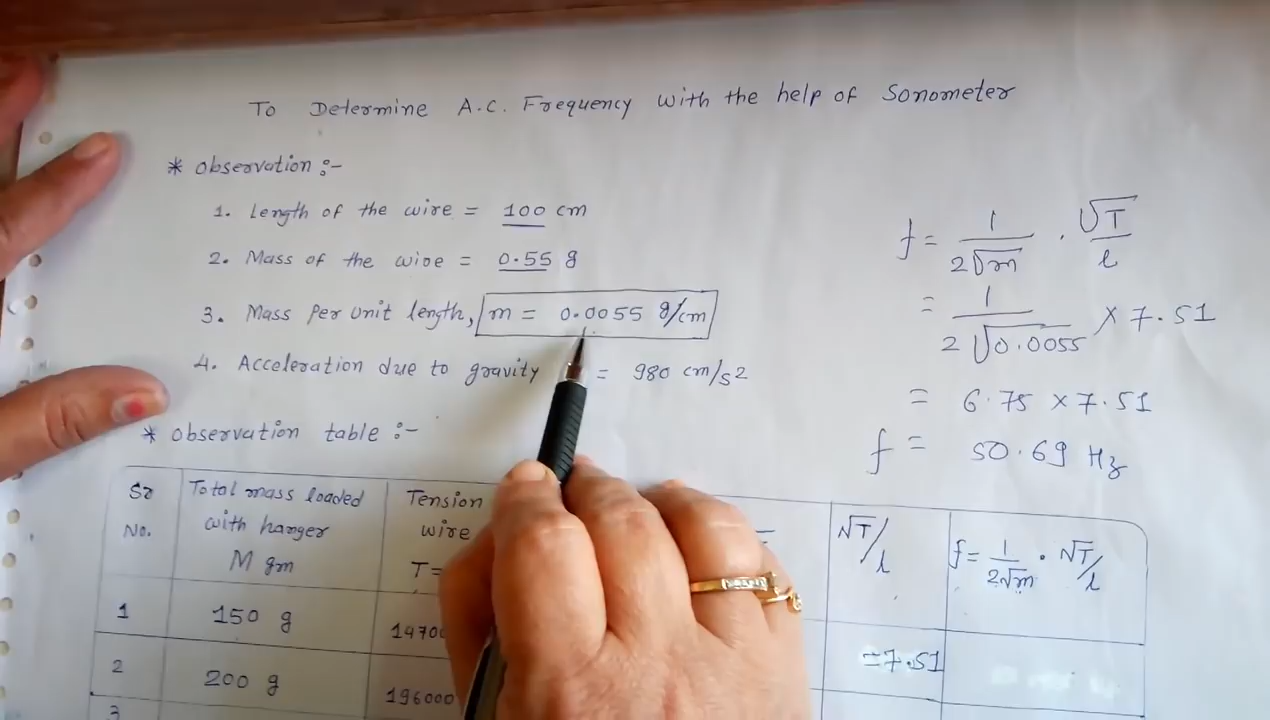 To Determine A.C. Frequency with the help of Sonometer
* Observation :-
1. Length of the wire = 100 cm
2. Mass of the wire = 0.55 g
3. Mass Per unit length, m = 0.0055 g/cm
4. Acceleration due to gravity = 980 cm/s2
f = 1/2√m . √T/l
= 1/2√0.0055 × 7.51
= 6.75 × 7.51
f = 50.69 Hz
* Observation table :-
Sr No.
Total mass loaded
with hanger
M gm
Tension
wire
T=
√T/l
f = 1/2√m . √T/l
1 150 g 1470
2 200 g 196000 =7.51
3